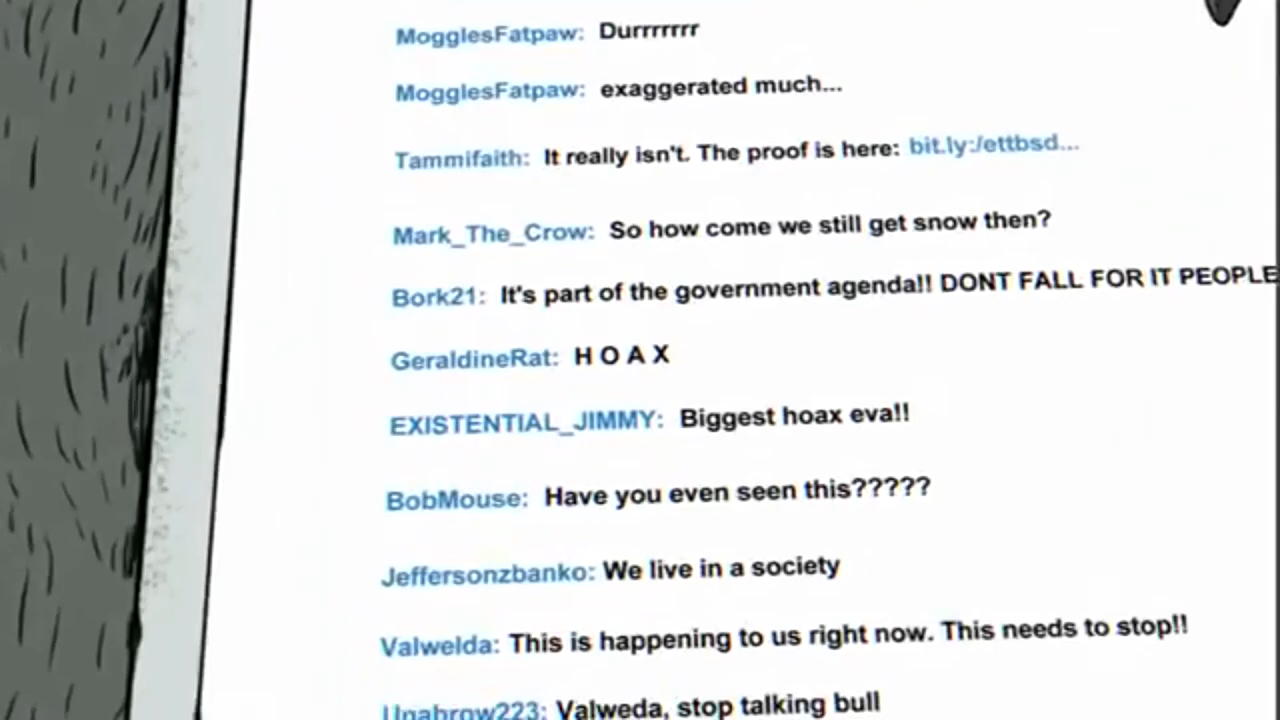 MogglesFatpaw: Durrrrrrr
MogglesFatpaw: exaggerated much...
Tammifaith: It really isn't. The proof is here: bit.ly:/ettbsd...
Mark_The_Crow: So how come we still get snow then?
Bork21: It's part of the government agenda!! DONT FALL FOR IT PEOPLE
GeraldineRat: H O A X
EXISTENTIAL_JIMMY: Biggest hoax eva!!
BobMouse: Have you even seen this?????
Jeffersonzbanko: We live in a society
Valwelda: This is happening to us right now. This needs to stop!!
Unabrow223: Valweda, stop talking bull